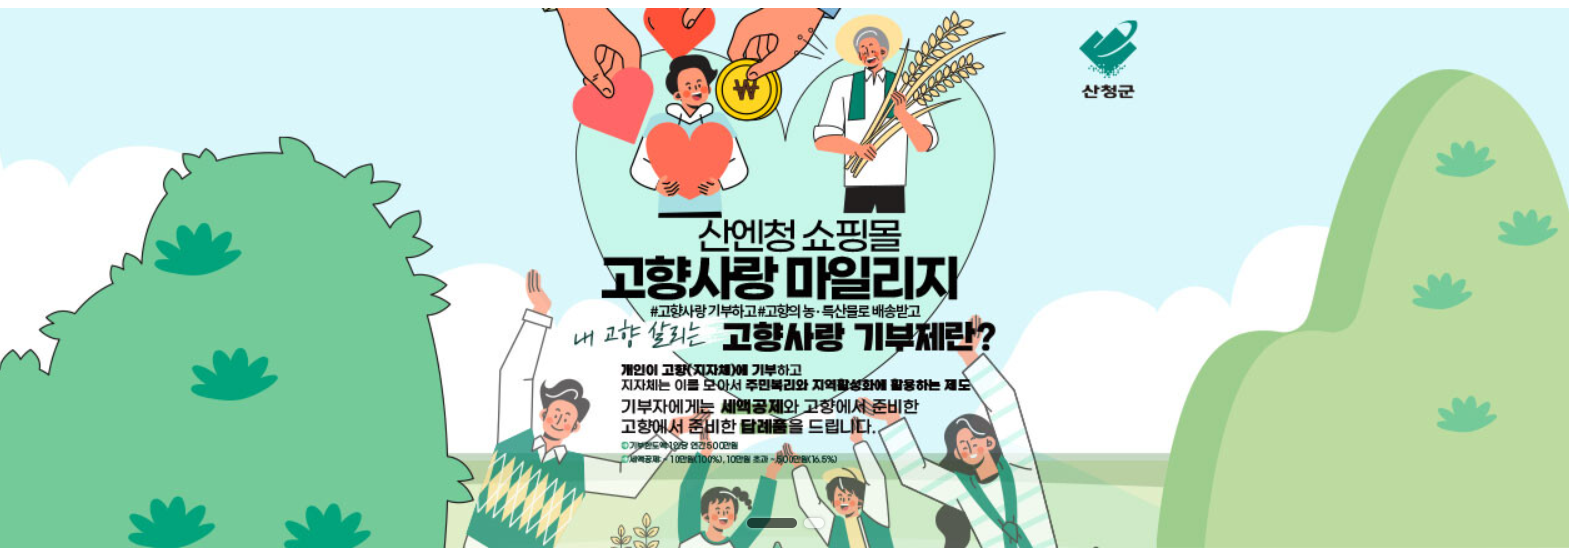 ₩
산청군
산엔청 쇼핑몰
고향사랑 마일리지
#고향사랑 기부하고 #고향의 농·특산물로 배송받고
내 고향 살리는 고향사랑 기부제란?
개인이 고향(지자체)에 기부하고
지자체는 이를 모아서 주민복리와 지역활성화에 활용하는 제도
기부자에게는 세액공제와 고향에서 준비한
고향에서 준비한 답례품을 드립니다.
기부한도액 1인당 연간 500만원
세액공제: ~ 10만원(100%), 10만원 초과 ~ 500만원(16.5%)